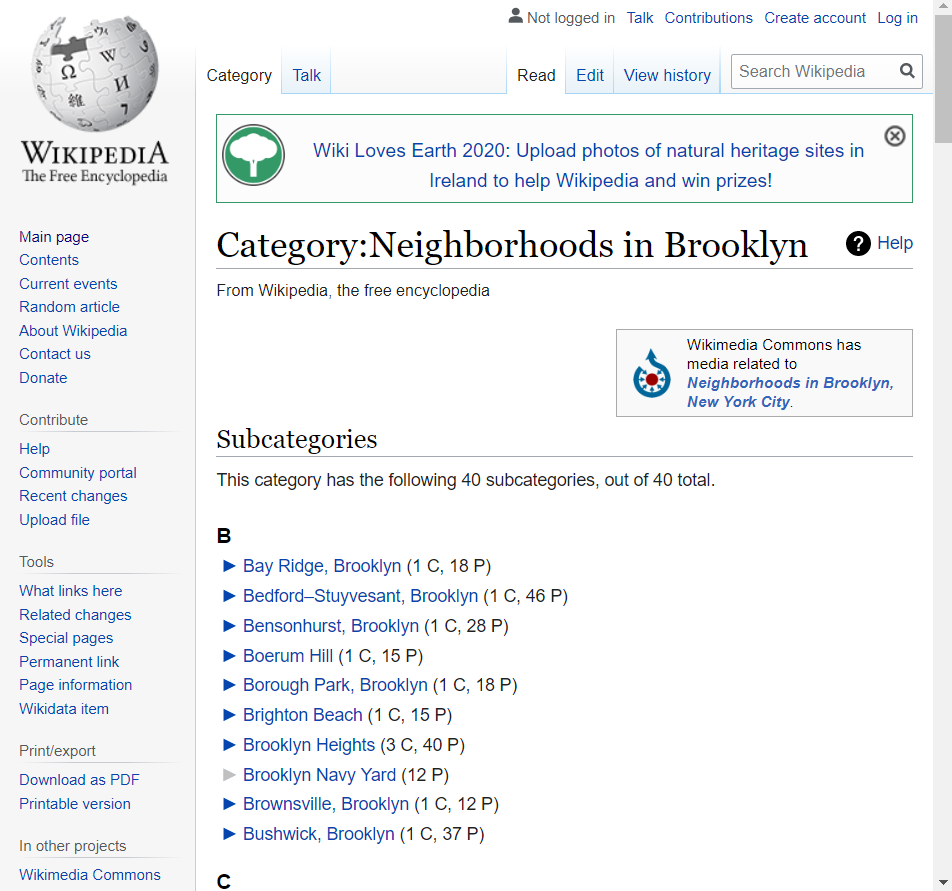 Not logged in Talk Contributions Create account Log in
Category Talk Read Edit View history Search Wikipedia
WIKIPEDIA
The Free Encyclopedia
Main page
Contents
Current events
Random article
About Wikipedia
Contact us
Donate
Contribute
Help
Community portal
Recent changes
Upload file
Tools
What links here
Related changes
Special pages
Permanent link
Page information
Wikidata item
Print/export
Download as PDF
Printable version
In other projects
Wikimedia Commons
Wiki Loves Earth 2020: Upload photos of natural heritage sites in
Ireland to help Wikipedia and win prizes!
Category:Neighborhoods in Brooklyn
? Help
From Wikipedia, the free encyclopedia
Wikimedia Commons has
media related to
Neighborhoods in Brooklyn,
New York City.
Subcategories
This category has the following 40 subcategories, out of 40 total.
B
► Bay Ridge, Brooklyn (1 C, 18 P)
► Bedford–Stuyvesant, Brooklyn (1 C, 46 P)
► Bensonhurst, Brooklyn (1 C, 28 P)
► Boerum Hill (1 C, 15 P)
► Borough Park, Brooklyn (1 C, 18 P)
► Brighton Beach (1 C, 15 P)
► Brooklyn Heights (3 C, 40 P)
► Brooklyn Navy Yard (12 P)
► Brownsville, Brooklyn (1 C, 12 P)
► Bushwick, Brooklyn (1 C, 37 P)
C